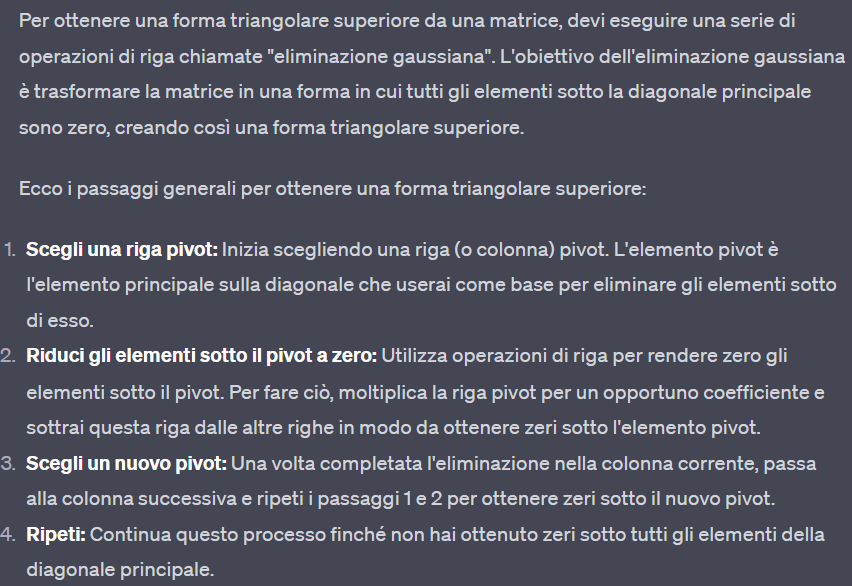 Per ottenere una forma triangolare superiore da una matrice, devi eseguire una serie di
operazioni di riga chiamate "eliminazione gaussiana". L'obiettivo dell'eliminazione gaussiana
è trasformare la matrice in una forma in cui tutti gli elementi sotto la diagonale principale
sono zero, creando così una forma triangolare superiore.
Ecco i passaggi generali per ottenere una forma triangolare superiore:
1. Scegli una riga pivot: Inizia scegliendo una riga (o colonna) pivot. L'elemento pivot è
l'elemento principale sulla diagonale che userai come base per eliminare gli elementi sotto
di esso.
2. Riduci gli elementi sotto il pivot a zero: Utilizza operazioni di riga per rendere zero gli
elementi sotto il pivot. Per fare ciò, moltiplica la riga pivot per un opportuno coefficiente e
sottrai questa riga dalle altre righe in modo da ottenere zeri sotto l'elemento pivot.
3. Scegli un nuovo pivot: Una volta completata l'eliminazione nella colonna corrente, passa
alla colonna successiva e ripeti i passaggi 1 e 2 per ottenere zeri sotto il nuovo pivot.
4. Ripeti: Continua questo processo finché non hai ottenuto zeri sotto tutti gli elementi della
diagonale principale.